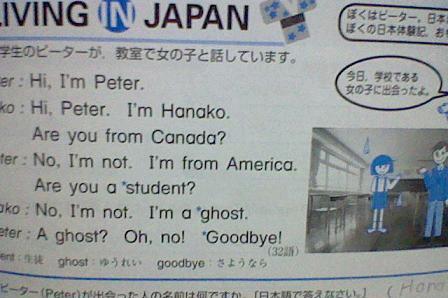 LIVING IN JAPAN
ぼくはピーター。日本
ぼくの日本体験記、お
学生のピーターが，教室で女の子と話しています。
今日，学校である
女の子に出会ったよ。
ter : Hi, I'm Peter.
ko : Hi, Peter. I'm Hanako.
Are you from Canada?
ter : No, I'm not. I'm from America.
Are you a *student?
ako : No, I'm not. I'm a *ghost.
eter : A ghost? Oh, no! *Goodbye!
(32語)
ent : 生徒 ghost : ゆうれい goodbye : さようなら
ピーター(Peter)が出会った人の名前は何ですか。[日本語で答えなさい。]